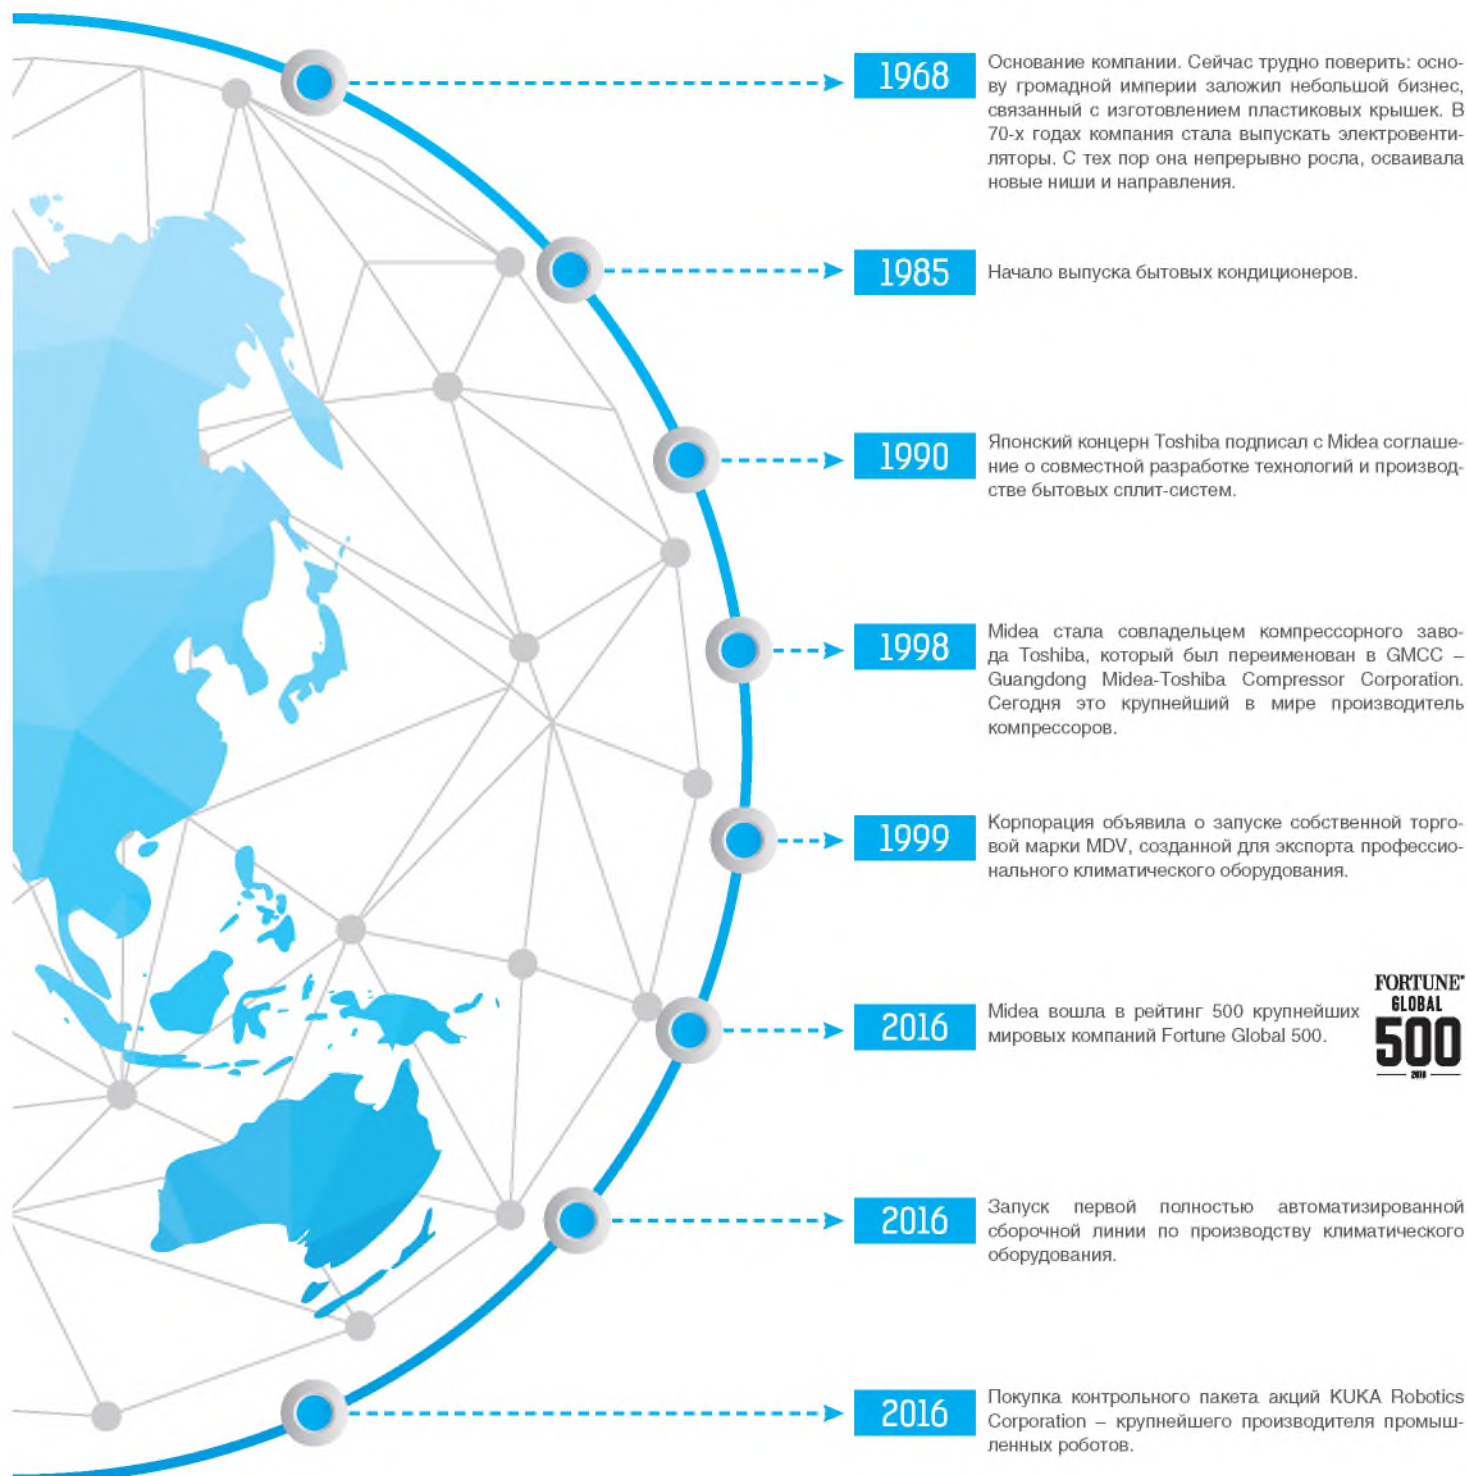 1968
Основание компании. Сейчас трудно поверить: осно-
ву громадной империи заложил небольшой бизнес,
связанный с изготовлением пластиковых крышек. В
70-х годах компания стала выпускать электровенти-
ляторы. С тех пор она непрерывно росла, осваивала
новые ниши и направления.
1985
Начало выпуска бытовых кондиционеров.
1990
Японский концерн Toshiba подписал с Midea соглаше-
ние о совместной разработке технологий и производ-
стве бытовых сплит-систем.
1998
Midea стала совладельцем компрессорного заво-
да Toshiba, который был переименован в GMCC –
Guangdong Midea-Toshiba Compressor Corporation.
Сегодня это крупнейший в мире производитель
компрессоров.
1999
Корпорация объявила о запуске собственной торго-
вой марки MDV, созданной для экспорта профессио-
нального климатического оборудования.
2016
Midea вошла в рейтинг 500 крупнейших
мировых компаний Fortune Global 500.
FORTUNE
GLOBAL
500
2016
Запуск первой полностью автоматизированной
сборочной линии по производству климатического
оборудования.
2016
Покупка контрольного пакета акций KUKA Robotics
Corporation – крупнейшего производителя промыш-
ленных роботов.